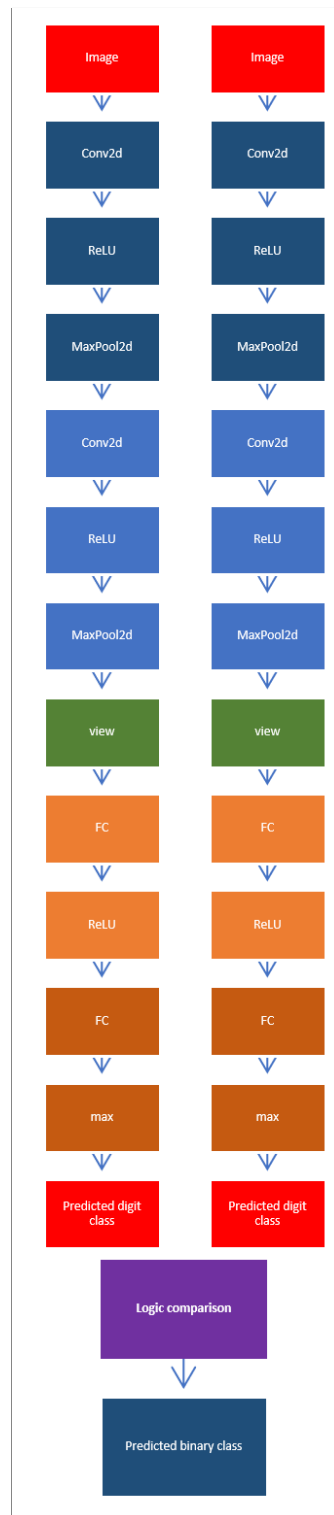 Image
Image
Conv2d
Conv2d
ReLU
ReLU
MaxPool2d
MaxPool2d
Conv2d
Conv2d
ReLU
ReLU
MaxPool2d
MaxPool2d
view
view
FC
FC
ReLU
ReLU
FC
FC
max
max
Predicted digit
class
Predicted digit
class
Logic comparison
Predicted binary class